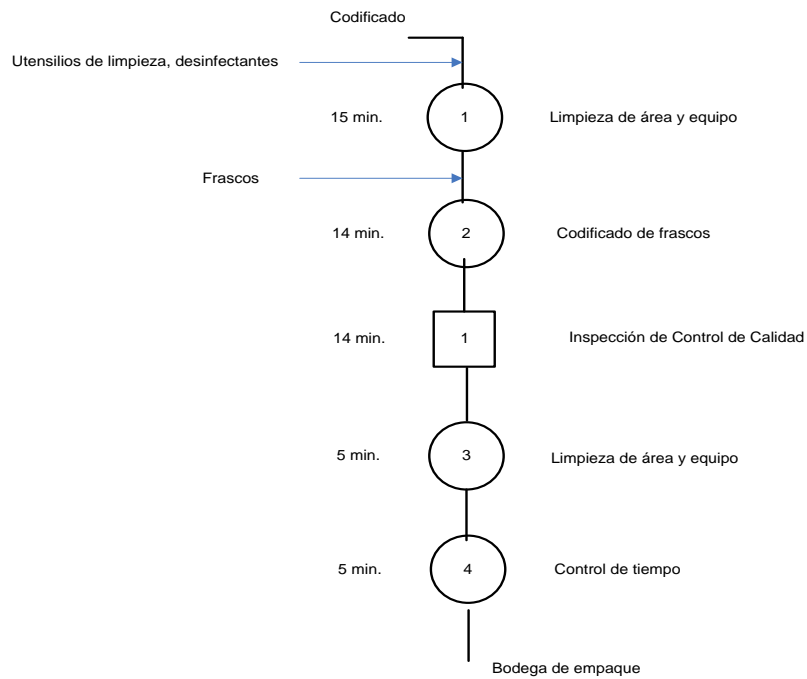 Codificado
Utensilios de limpieza, desinfectantes
15 min.
1
Limpieza de área y equipo
Frascos
14 min.
2
Codificado de frascos
14 min.
1
Inspección de Control de Calidad
5 min.
3
Limpieza de área y equipo
5 min.
4
Control de tiempo
Bodega de empaque